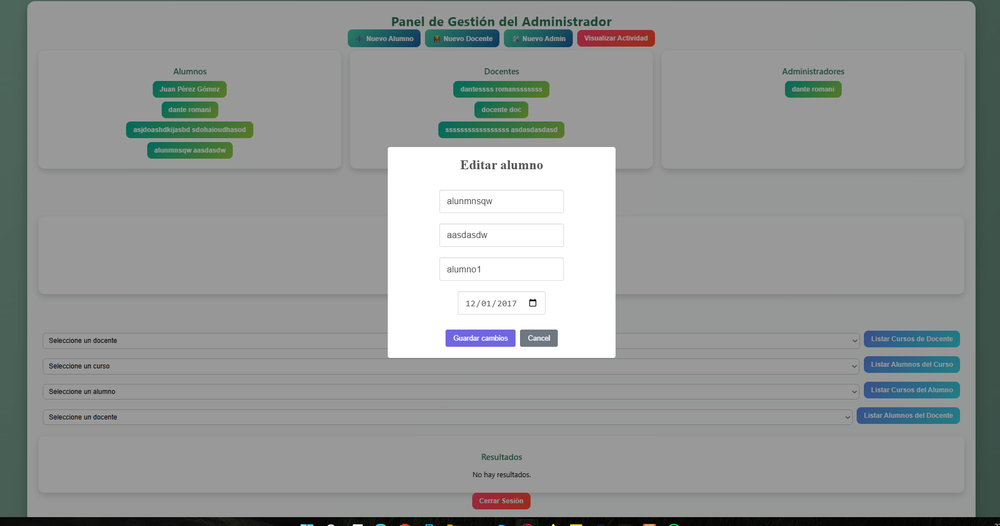 Panel de Gestión del Administrador
Nuevo Alumno Nuevo Docente Nuevo Admin Visualizar Actividad
Alumnos
Juan Pérez Gómez
dante romani
asjdoashdkijasbd sdohaioudhasod
alunmnsqw aasdasdw
Docentes
dantessss romansssssss
docente doc
sssssssssssssssss asdasdasdasd
Administradores
dante romani
Editar alumno
alunmnsqw
aasdasdw
alumno1
12/01/2017
Guardar cambios Cancel
Seleccione un docente Listar Cursos de Docente
Seleccione un curso Listar Alumnos del Curso
Seleccione un alumno Listar Cursos del Alumno
Seleccione un docente Listar Alumnos del Docente
Resultados
No hay resultados.
Cerrar Sesión